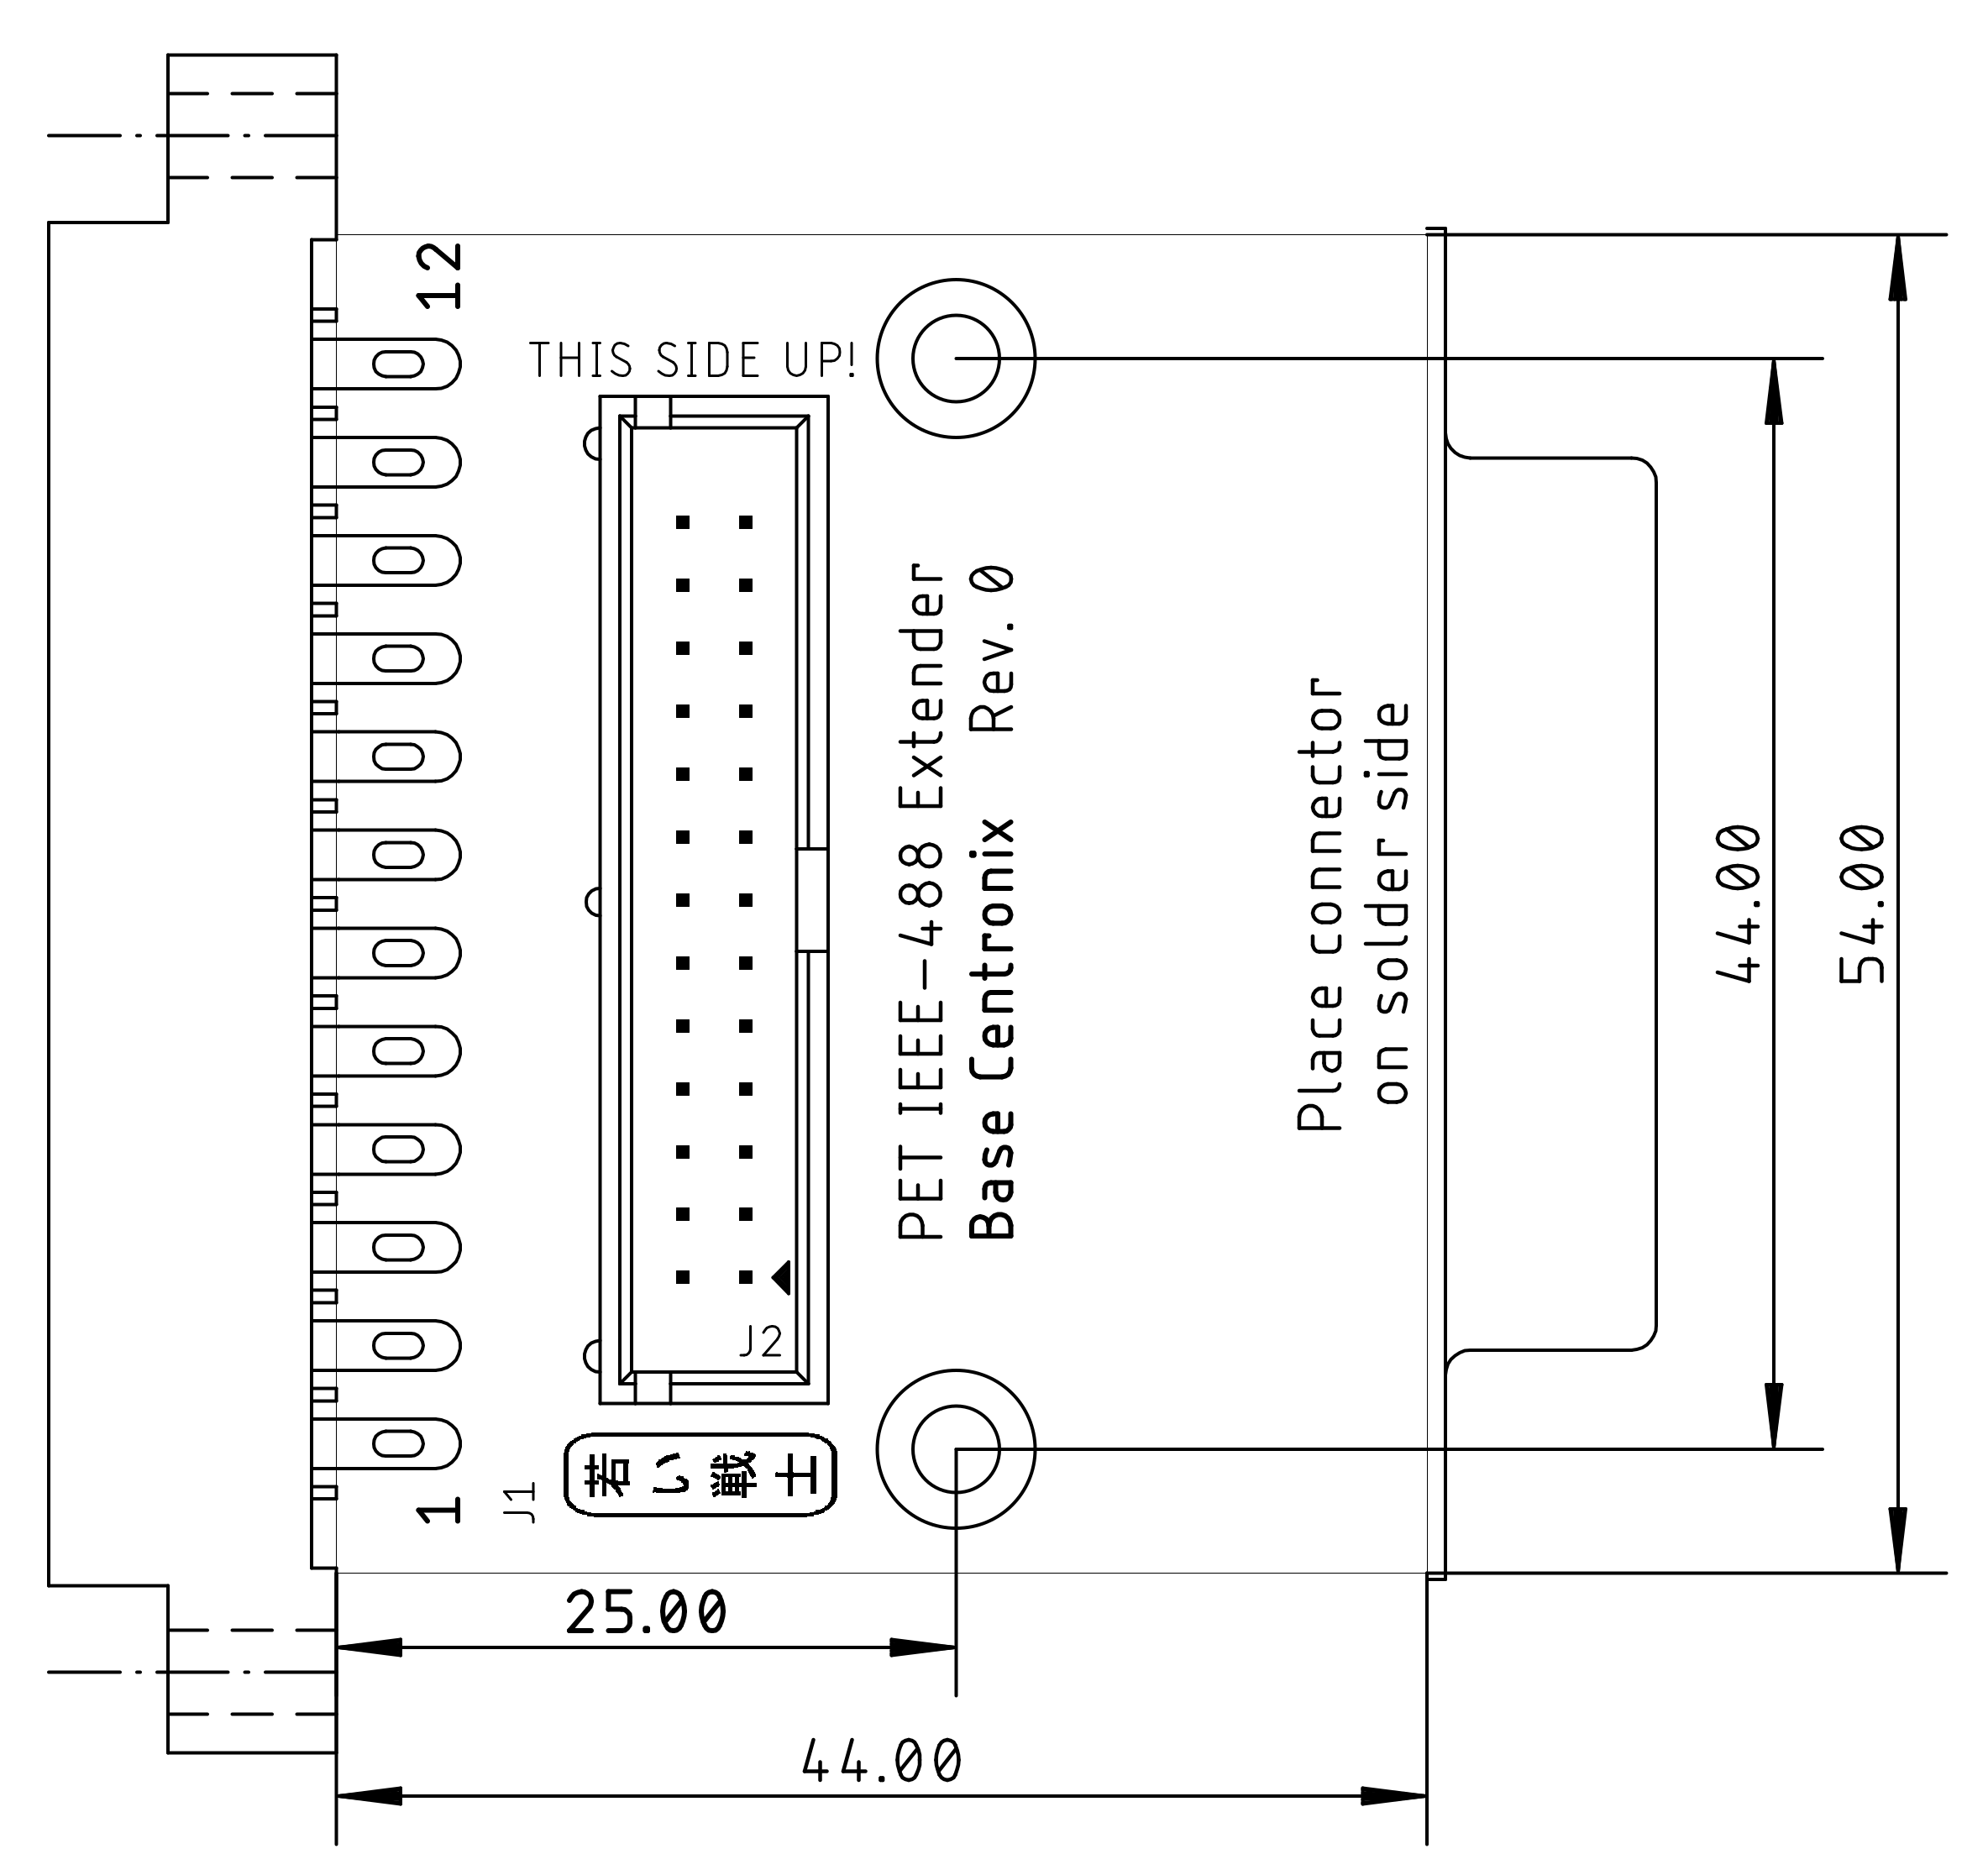 12
THIS SIDE UP!
PET IEEE-488 Extender
Base Centronix Rev. 0
Place connector
on solder side
44.00
54.00
J2
1
J1
若い戦士
25.00
44.00